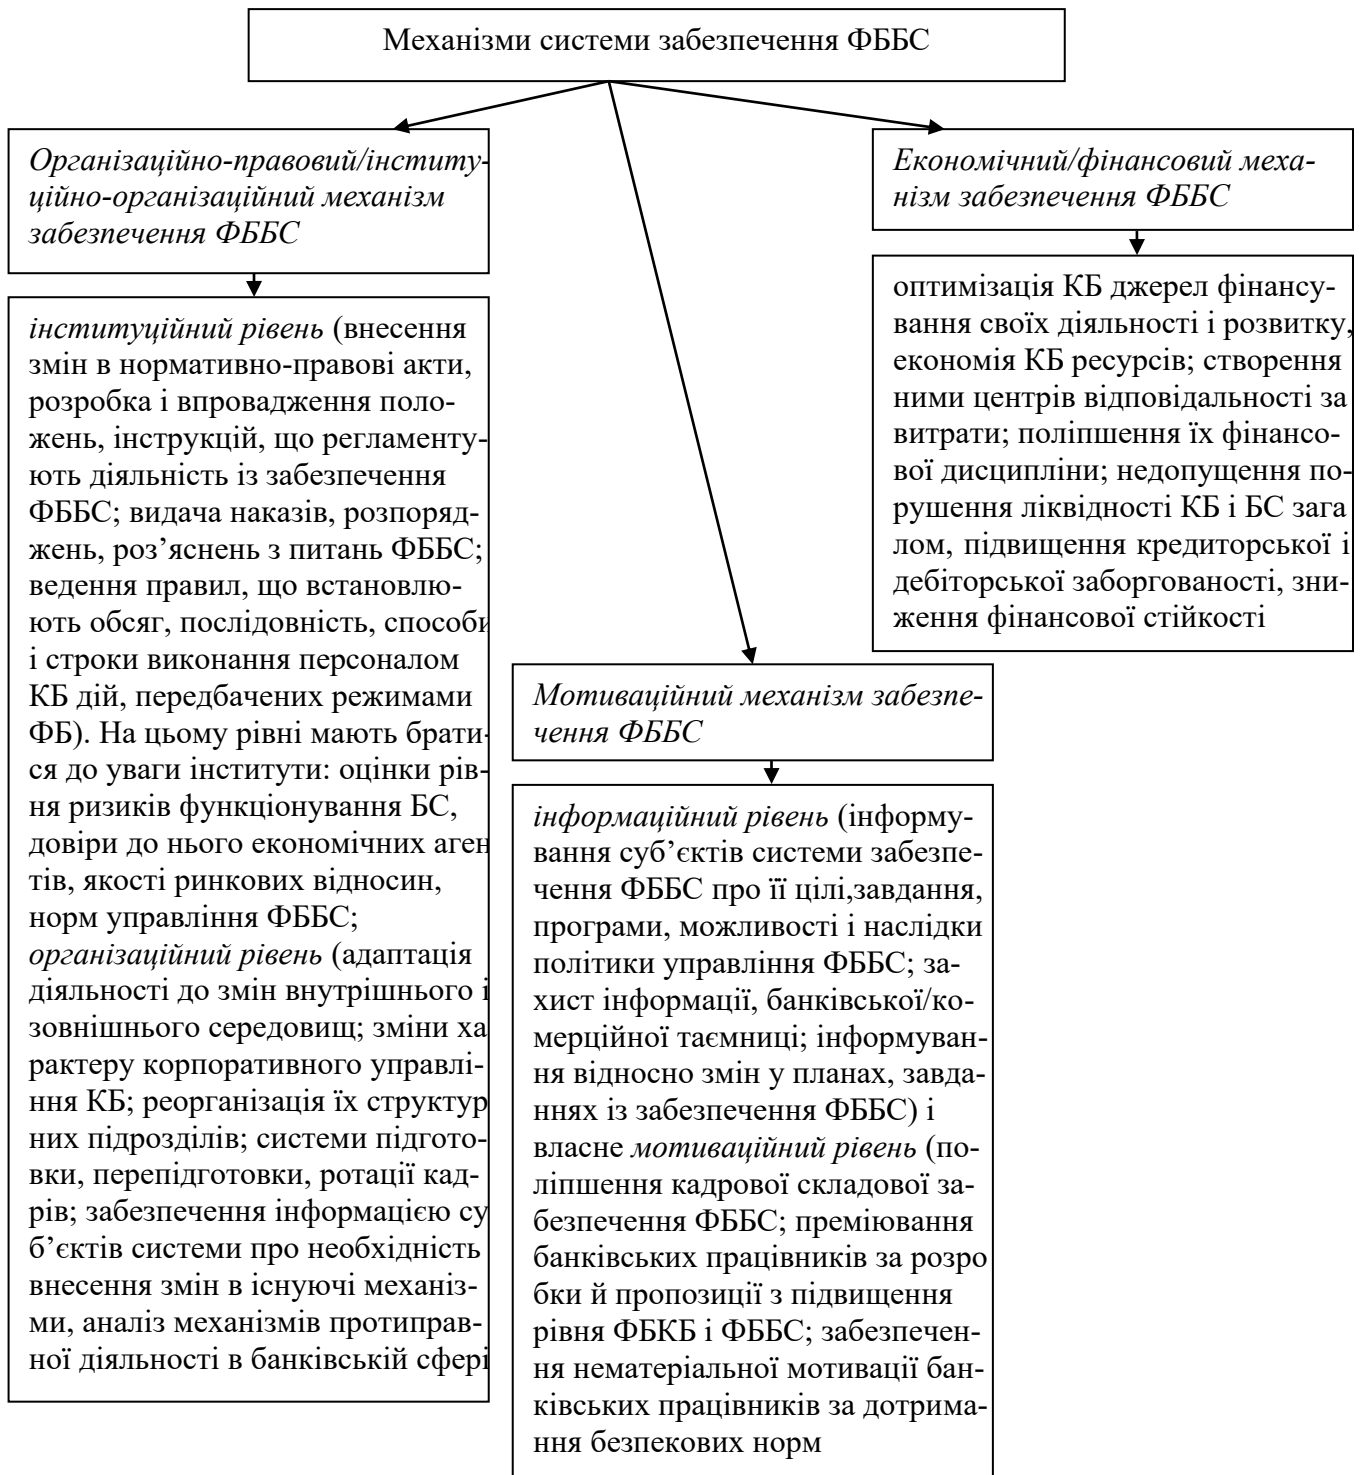 Механізми системи забезпечення ФББС
Організаційно-правовий/інститу-
ційно-організаційний механізм
забезпечення ФББС
інституційний рівень (внесення
змін в нормативно-правові акти,
розробка і впровадження поло-
жень, інструкцій, що регламенту-
ють діяльність із забезпечення
ФББС; видача наказів, розпоряд-
жень, роз’яснень з питань ФББС;
ведення правил, що встановлю-
ють обсяг, послідовність, способи
і строки виконання персоналом
КБ дій, передбачених режимами
ФБ). На цьому рівні мають брати-
ся до уваги інститути: оцінки рів-
ня ризиків функціонування БС,
довіри до нього економічних аген
тів, якості ринкових відносин,
норм управління ФББС;
організаційний рівень (адаптація
діяльності до змін внутрішнього і
зовнішнього середовищ; зміни ха
рактеру корпоративного управлі-
ння КБ; реорганізація їх структур
них підрозділів; системи підгото-
вки, перепідготовки, ротації кад-
рів; забезпечення інформацією су
б’єктів системи про необхідність
внесення змін в існуючі механіз-
ми, аналіз механізмів протиправ-
ної діяльності в банківській сфері
Мотиваційний механізм забезпе-
чення ФББС
інформаційний рівень (інформу-
вання суб’єктів системи забезпе-
чення ФББС про її цілі,завдання,
програми, можливості і наслідки
політики управління ФББС; за-
хист інформації, банківської/ко-
мерційної таємниці; інформуван-
ня відносно змін у планах, завда-
ннях із забезпечення ФББС) і
власне мотиваційний рівень (по-
ліпшення кадрової складової за-
безпечення ФББС; преміювання
банківських працівників за розро
бки й пропозиції з підвищення
рівня ФБКБ і ФББС; забезпечен-
ня нематеріальної мотивації бан-
ківських працівників за дотрима-
ння безпекових норм
Економічний/фінансовий меха-
нізм забезпечення ФББС
оптимізація КБ джерел фінансу-
вання своїх діяльності і розвитку,
економія КБ ресурсів; створення
ними центрів відповідальності за
витрати; поліпшення їх фінансо-
вої дисципліни; недопущення по-
рушення ліквідності КБ і БС зага
лом, підвищення кредиторської і
дебіторської заборгованості, зни-
ження фінансової стійкості